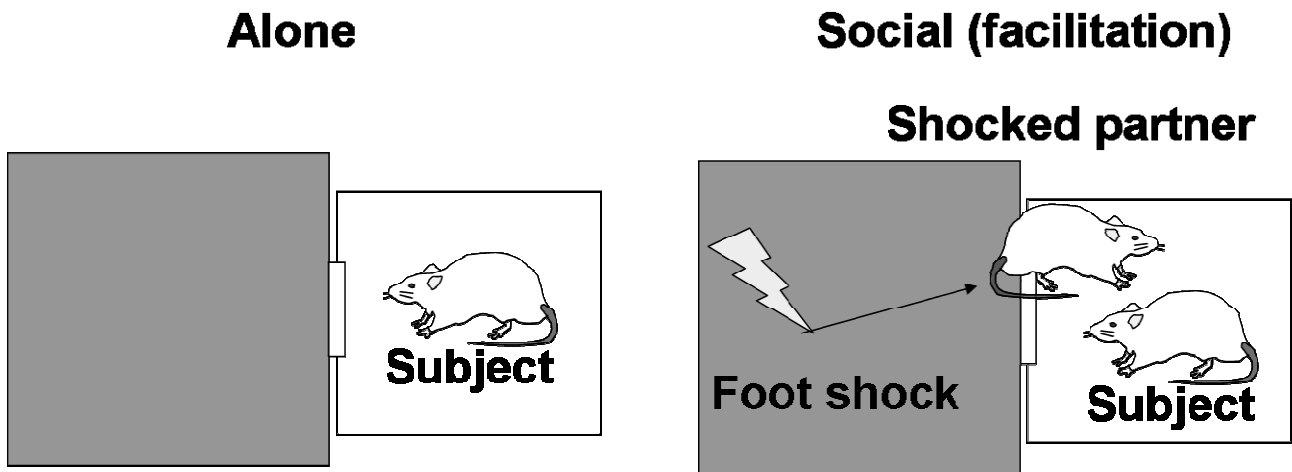 Alone
Subject
Social (facilitation)
Shocked partner
Foot shock
Subject